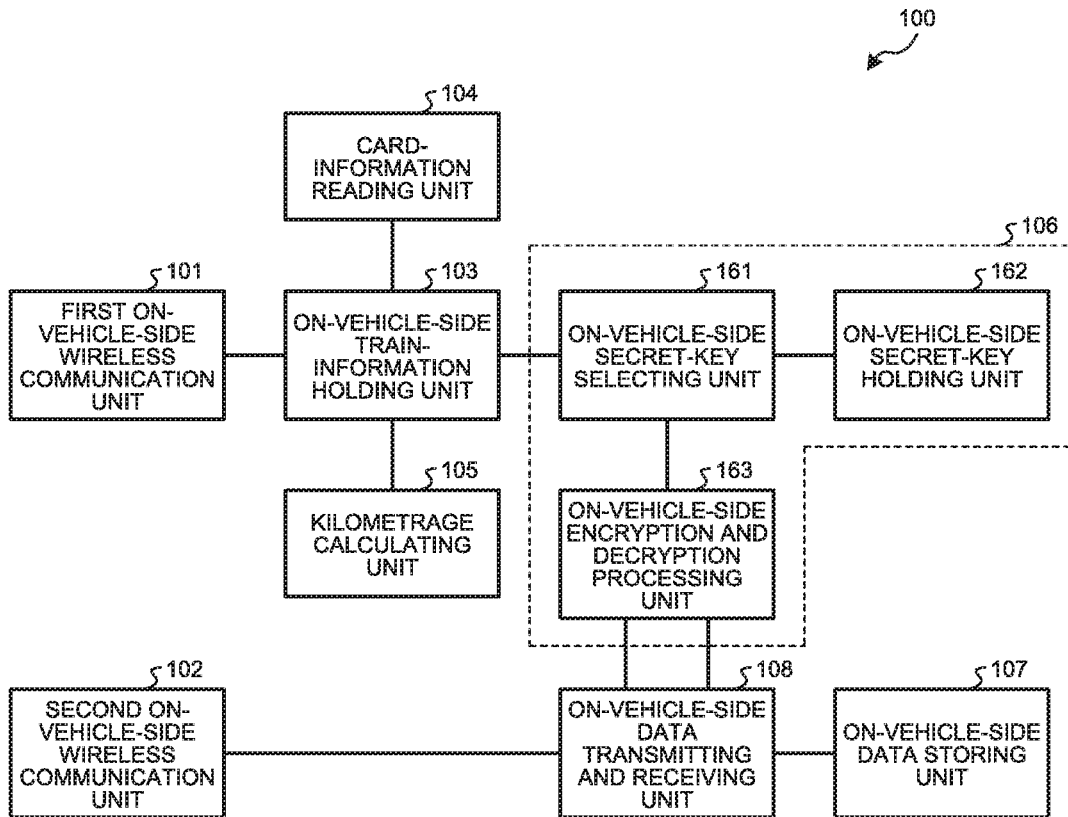 100
104
CARD-
INFORMATION
READING UNIT
106
101
FIRST ON-
VEHICLE-SIDE
WIRELESS
COMMUNICATION
UNIT
103
ON-VEHICLE-SIDE
TRAIN-
INFORMATION
HOLDING UNIT
161
ON-VEHICLE-SIDE
SECRET-KEY
SELECTING UNIT
162
ON-VEHICLE-SIDE
SECRET-KEY
HOLDING UNIT
105
KILOMETRAGE
CALCULATING
UNIT
163
ON-VEHICLE-SIDE
ENCRYPTION AND
DECRYPTION
PROCESSING
UNIT
102
SECOND ON-
VEHICLE-SIDE
WIRELESS
COMMUNICATION
UNIT
108
ON-VEHICLE-SIDE
DATA
TRANSMITTING
AND RECEIVING
UNIT
107
ON-VEHICLE-SIDE
DATA STORING
UNIT